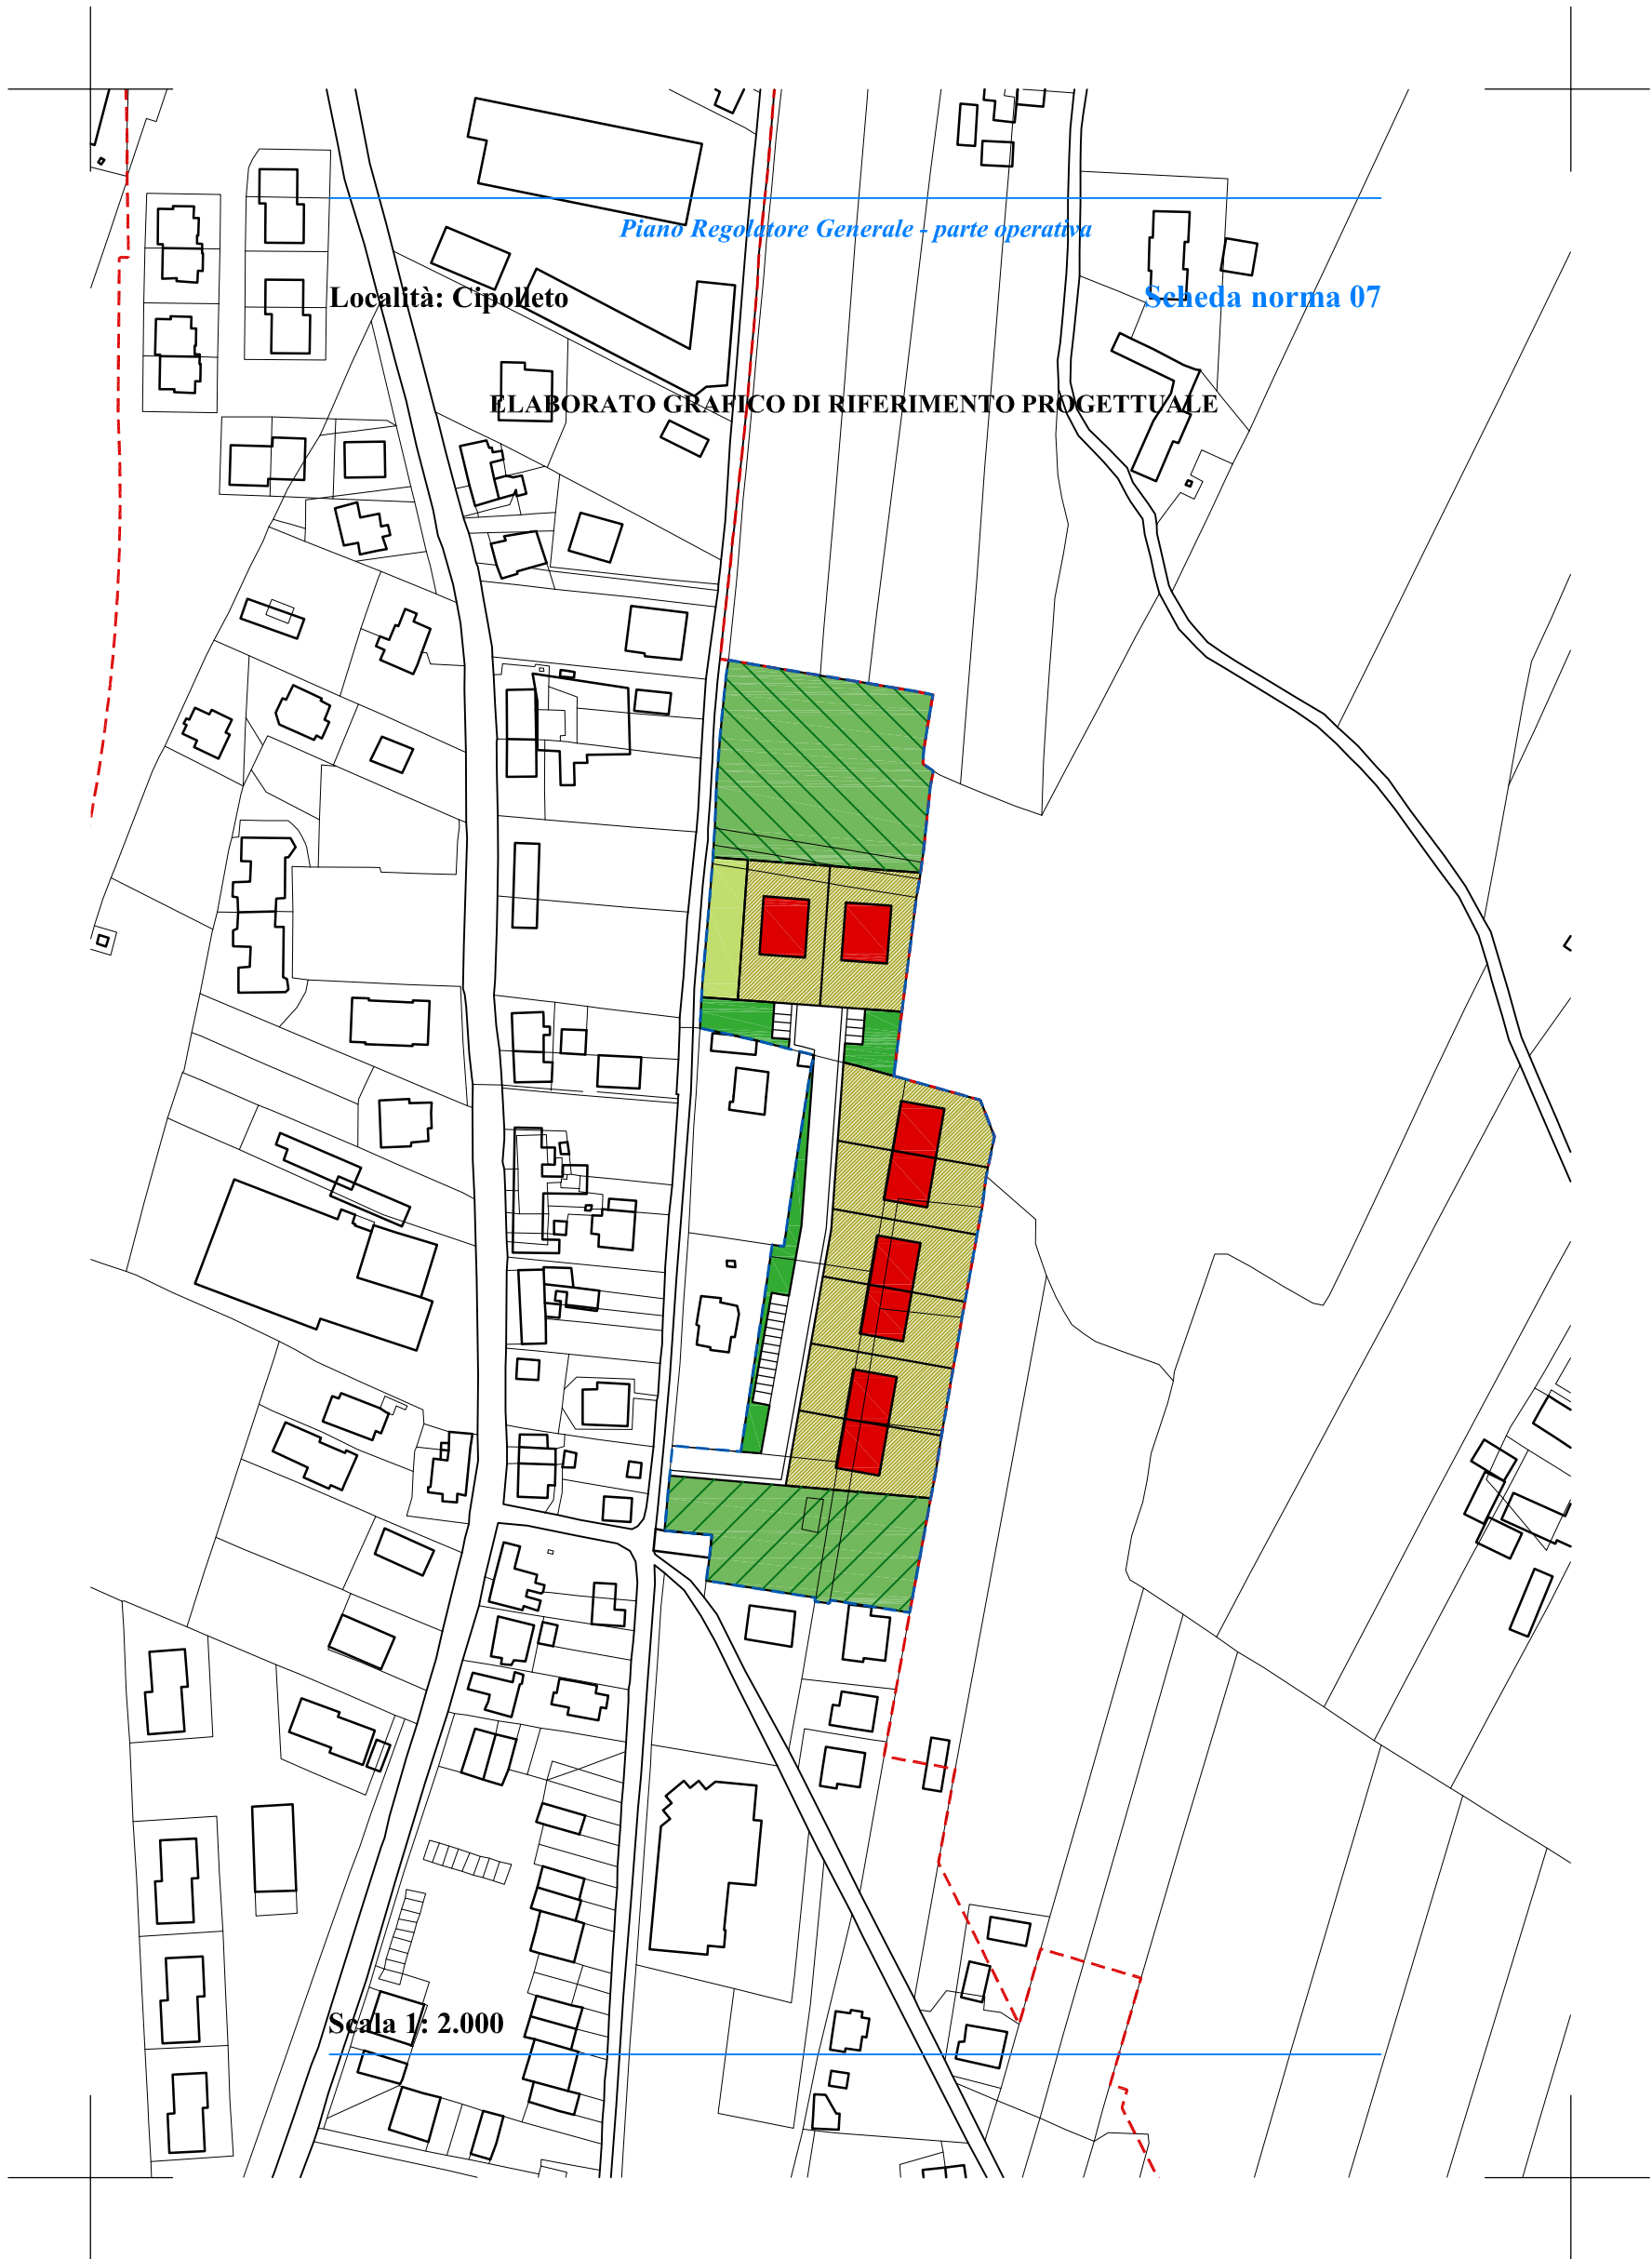 Piano Regolatore Generale - parte operativa
Località: Cipolleto
Scheda norma 07
ELABORATO GRAFICO DI RIFERIMENTO PROGETTUALE
Scala 1: 2.000